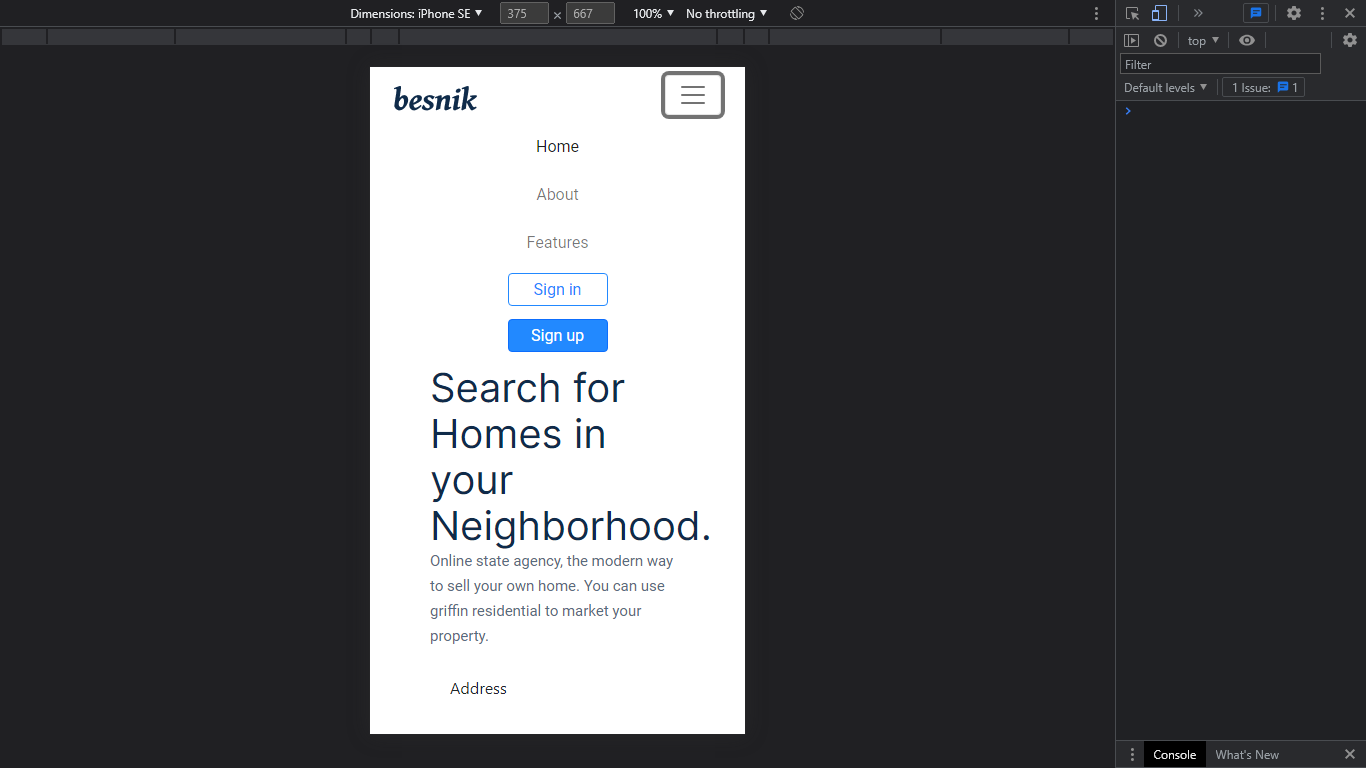 Dimensions: iPhone SE 375 × 667 100% No throttling
top
Filter
Default levels 1 Issue: 1
besnik
Home
About
Features
Sign in
Sign up
Search for
Homes in
your
Neighborhood.
Online state agency, the modern way
to sell your own home. You can use
griffin residential to market your
property.
Address
Console What's New